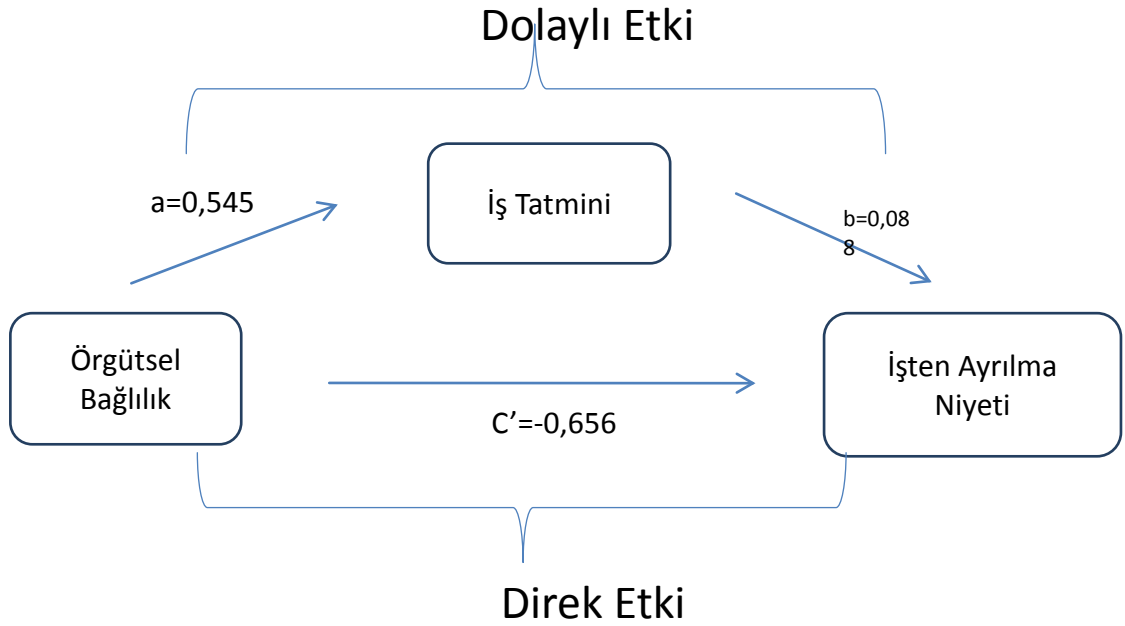 Dolaylı Etki
a=0,545
İş Tatmini
b=0,08
8
Örgütsel
Bağlılık
C’=-0,656
İşten Ayrılma
Niyeti
Direk Etki